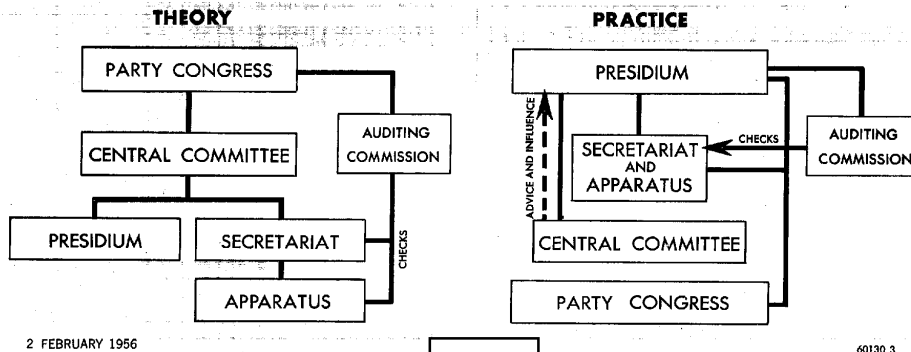 THEORY
PARTY CONGRESS
AUDITING
COMMISSION
CENTRAL COMMITTEE
PRESIDIUM
SECRETARIAT
CHECKS
APPARATUS
PRACTICE
PRESIDIUM
ADVICE AND INFLUENCE
SECRETARIAT
AND
APPARATUS
CHECKS
AUDITING
COMMISSION
CENTRAL COMMITTEE
PARTY CONGRESS
2 FEBRUARY 1956
60130 3